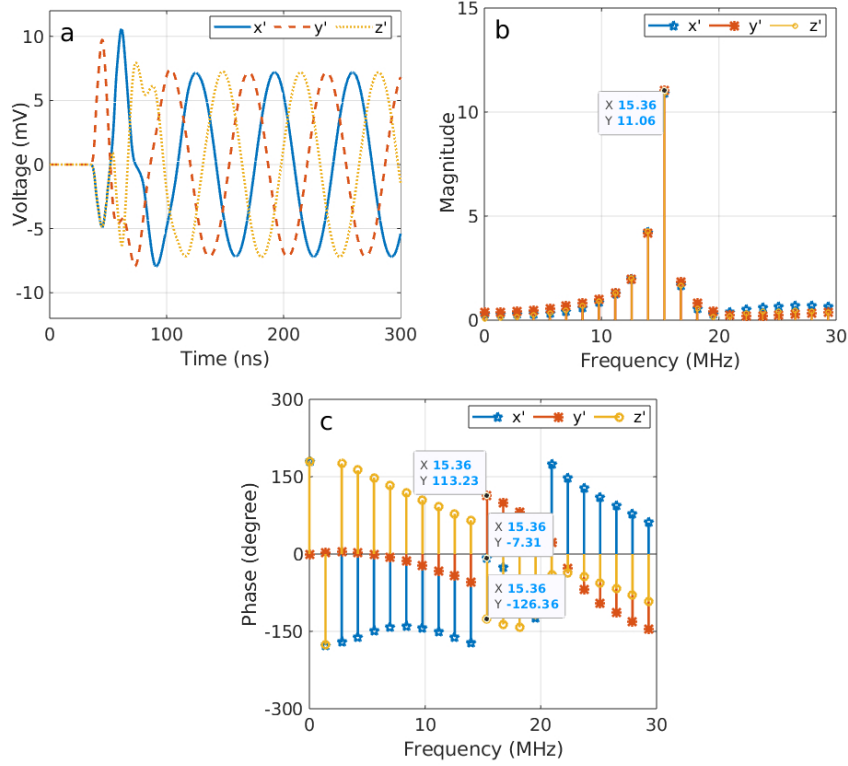 a
x' y' z'
10
5
0
-5
-10
Voltage (mV)
0 100 200 300
Time (ns)
b
x' y' z'
15
10
5
0
Magnitude
X 15.36
Y 11.06
0 10 20 30
Frequency (MHz)
c
x' y' z'
300
150
0
-150
-300
Phase (degree)
X 15.36
Y 113.23
X 15.36
Y -7.31
X 15.36
Y -126.36
0 10 20 30
Frequency (MHz)